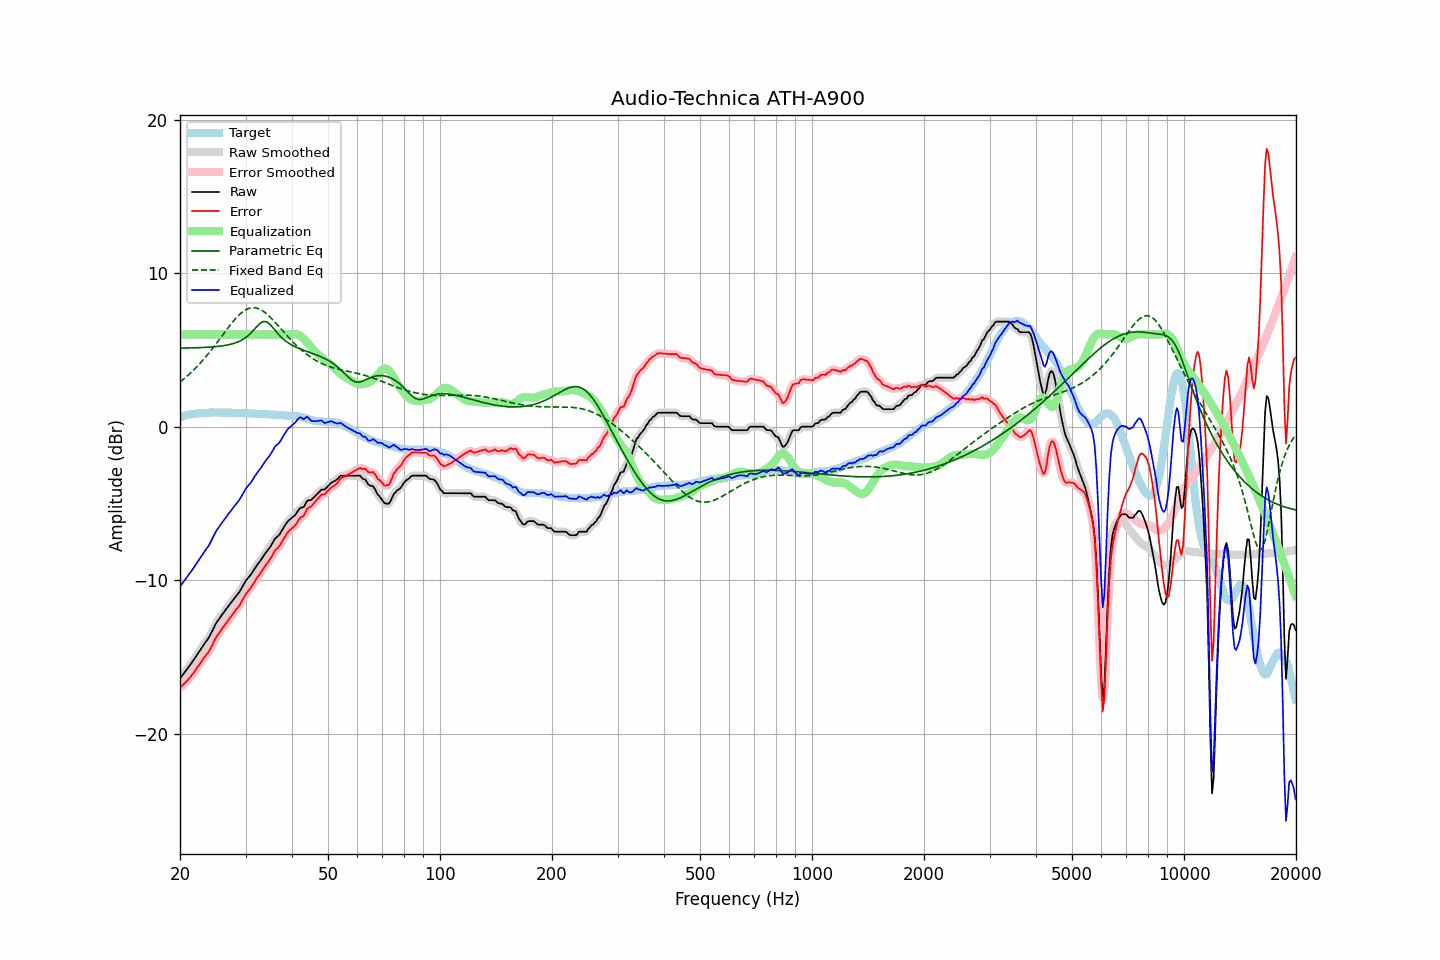 Audio-Technica ATH-A900
Target
Raw Smoothed
Error Smoothed
Raw
Error
Equalization
Parametric Eq
Fixed Band Eq
Equalized
20
10
0
−10
−20
Amplitude (dBr)
20
50
100
200
500
1000
2000
5000
10000
20000
Frequency (Hz)